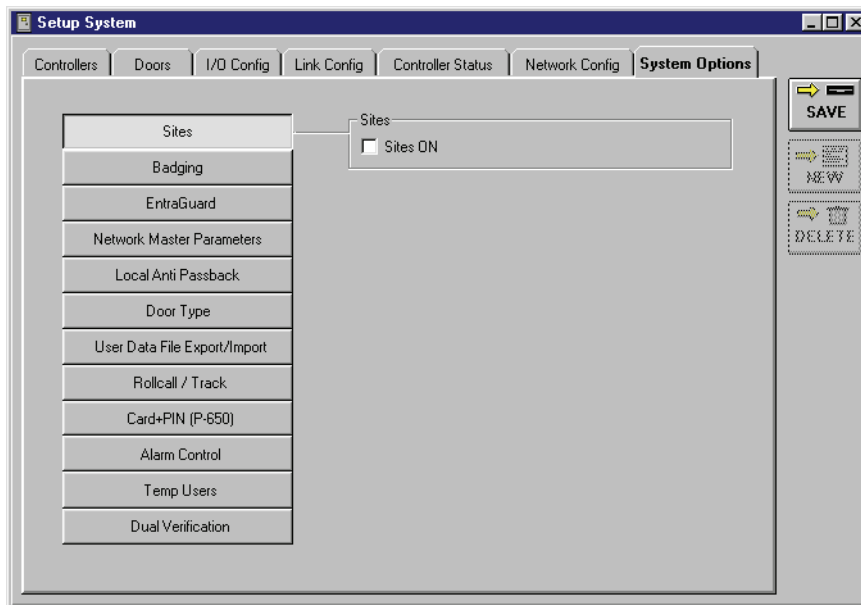 Setup System
Controllers Doors I/O Config Link Config Controller Status Network Config System Options
Sites
Badging
EntraGuard
Network Master Parameters
Local Anti Passback
Door Type
User Data File Export/Import
Rollcall / Track
Card+PIN (P-650)
Alarm Control
Temp Users
Dual Verification
Sites
Sites ON
SAVE
NEW
DELETE